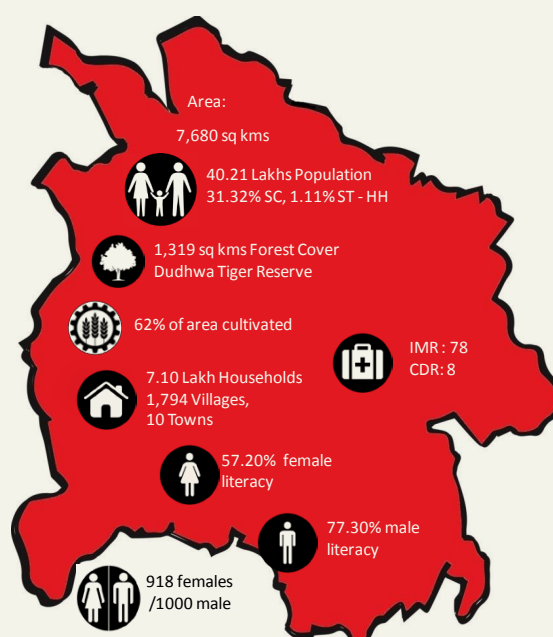 Area:
7,680 sq kms
40.21 Lakhs Population
31.32% SC, 1.11% ST - HH
1,319 sq kms Forest Cover
Dudhwa Tiger Reserve
62% of area cultivated
IMR : 78
CDR: 8
7.10 Lakh Households
1,794 Villages,
10 Towns
57.20% female
literacy
77.30% male
literacy
918 females
/1000 male